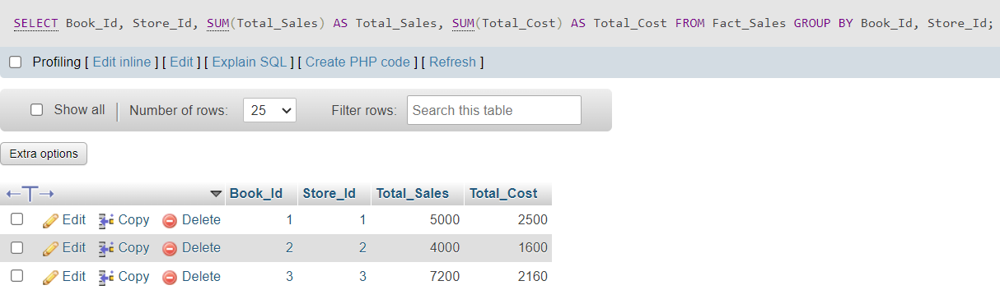 SELECT Book_Id, Store_Id, SUM(Total_Sales) AS Total_Sales, SUM(Total_Cost) AS Total_Cost FROM Fact_Sales GROUP BY Book_Id, Store_Id;
Profiling [ Edit inline ] [ Edit ] [ Explain SQL ] [ Create PHP code ] [ Refresh ]
Show all Number of rows: 25 Filter rows: Search this table
Extra options
Book_Id Store_Id Total_Sales Total_Cost
Edit Copy Delete 1 1 5000 2500
Edit Copy Delete 2 2 4000 1600
Edit Copy Delete 3 3 7200 2160